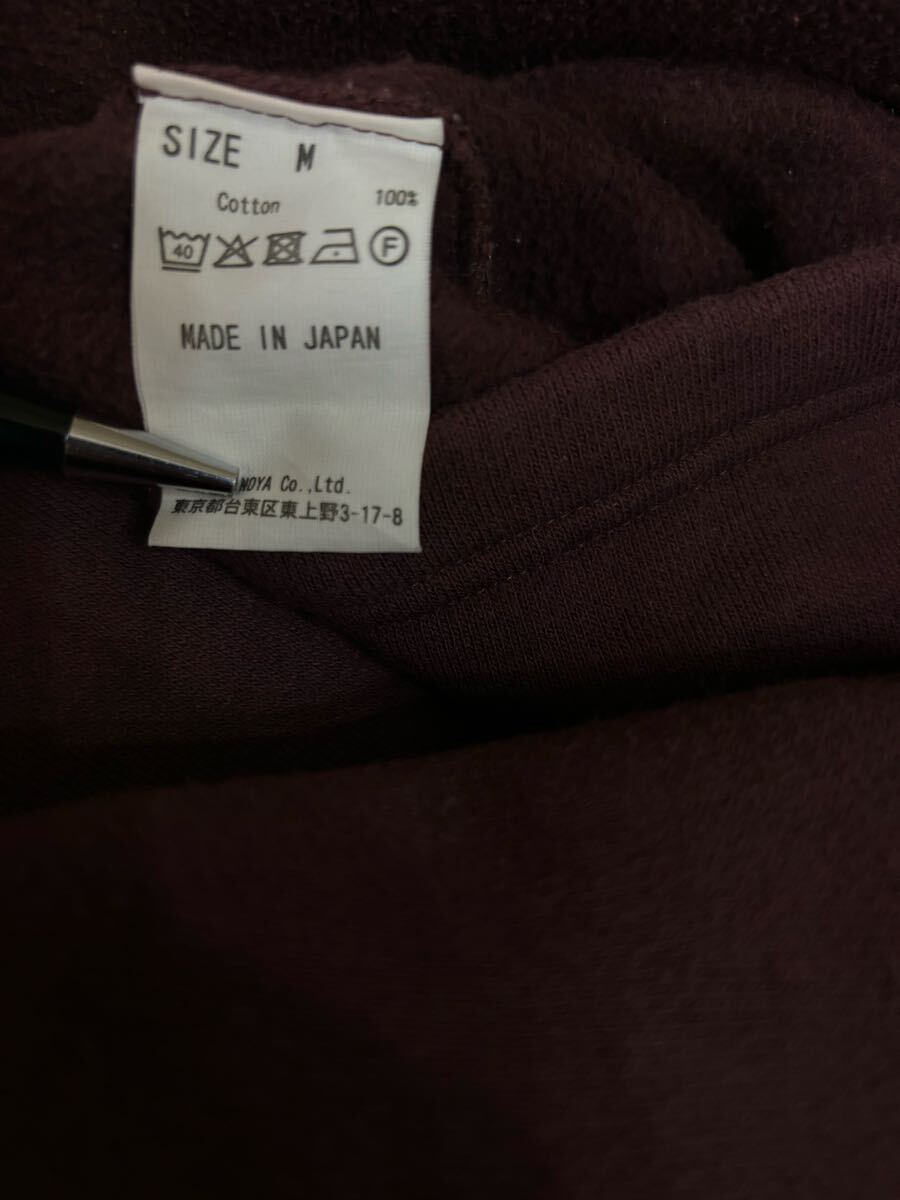 SIZE M
Cotton 100%
40 F
MADE IN JAPAN
Co.,Ltd.
東京都台東区東上野3-17-8